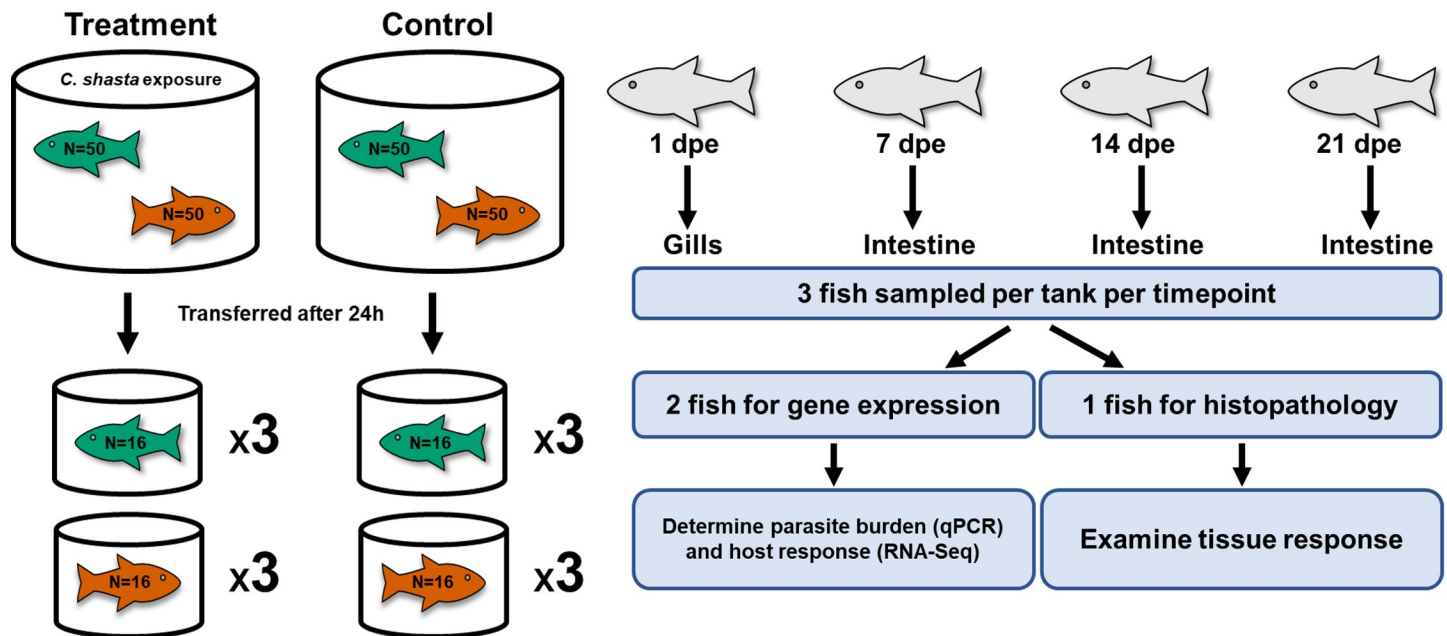 Treatment
Control
C. shasta exposure
N=50
N=50
N=50
N=50
Transferred after 24h
N=16
x3
N=16
x3
N=16
x3
N=16
x3
1 dpe
7 dpe
14 dpe
21 dpe
Gills
Intestine
Intestine
Intestine
3 fish sampled per tank per timepoint
2 fish for gene expression
1 fish for histopathology
Determine parasite burden (qPCR)
and host response (RNA-Seq)
Examine tissue response